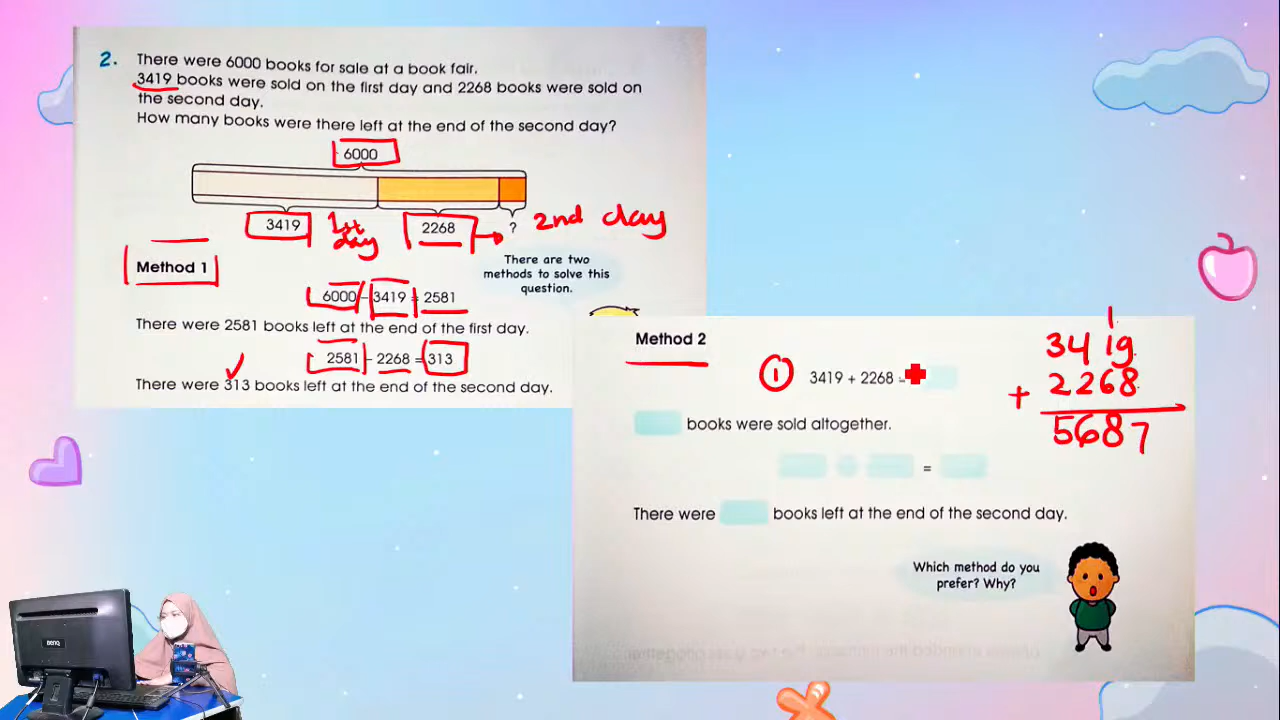 2. There were 6000 books for sale at a book fair.
3419 books were sold on the first day and 2268 books were sold on
the second day.
How many books were there left at the end of the second day?
6000
3419 1st day 2268 ? 2nd day
Method 1
There are two
methods to solve this
question.
6000 - 3419 = 2581
There were 2581 books left at the end of the first day.
2581 - 2268 = 313
There were 313 books left at the end of the second day.
Method 2
1 3419 + 2268 =
books were sold altogether.
=
There were books left at the end of the second day.
Which method do you
prefer? Why?
1
3419
+ 2268
5687
BenQ